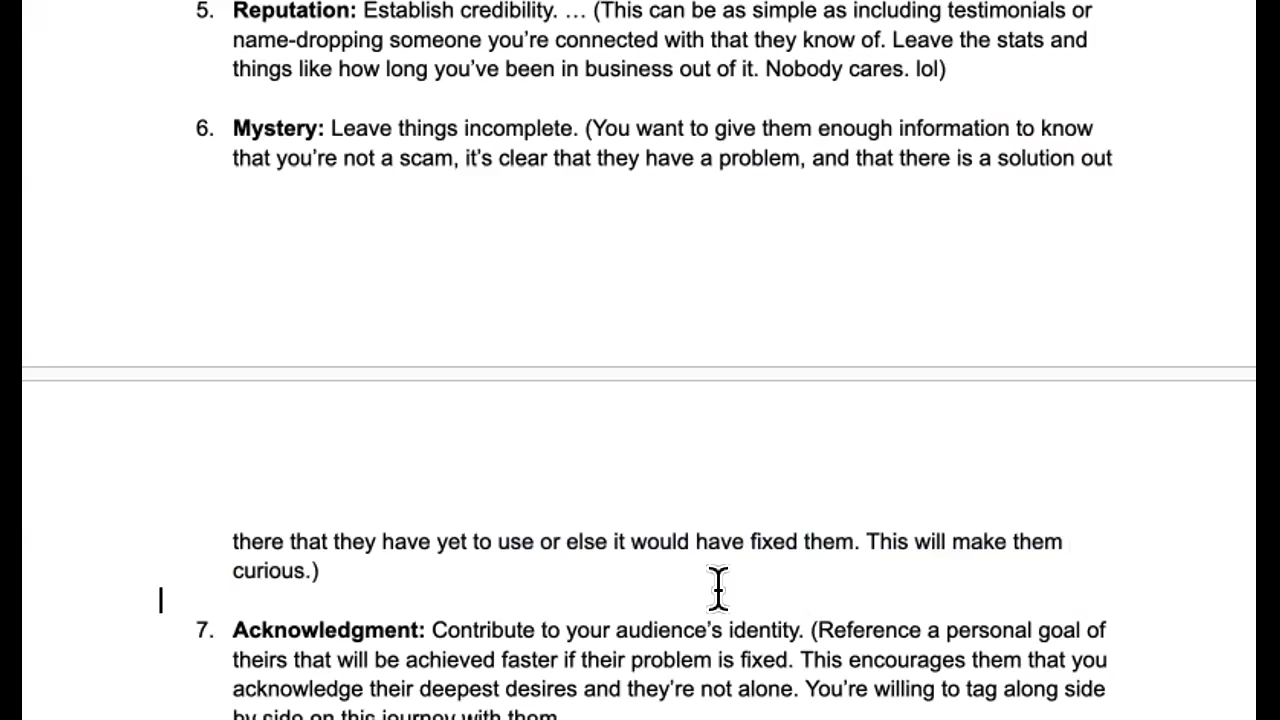 5. Reputation: Establish credibility. … (This can be as simple as including testimonials or
name-dropping someone you’re connected with that they know of. Leave the stats and
things like how long you’ve been in business out of it. Nobody cares. lol)
6. Mystery: Leave things incomplete. (You want to give them enough information to know
that you’re not a scam, it’s clear that they have a problem, and that there is a solution out
there that they have yet to use or else it would have fixed them. This will make them
curious.)
7. Acknowledgment: Contribute to your audience’s identity. (Reference a personal goal of
theirs that will be achieved faster if their problem is fixed. This encourages them that you
acknowledge their deepest desires and they’re not alone. You’re willing to tag along side
by side on this journey with them